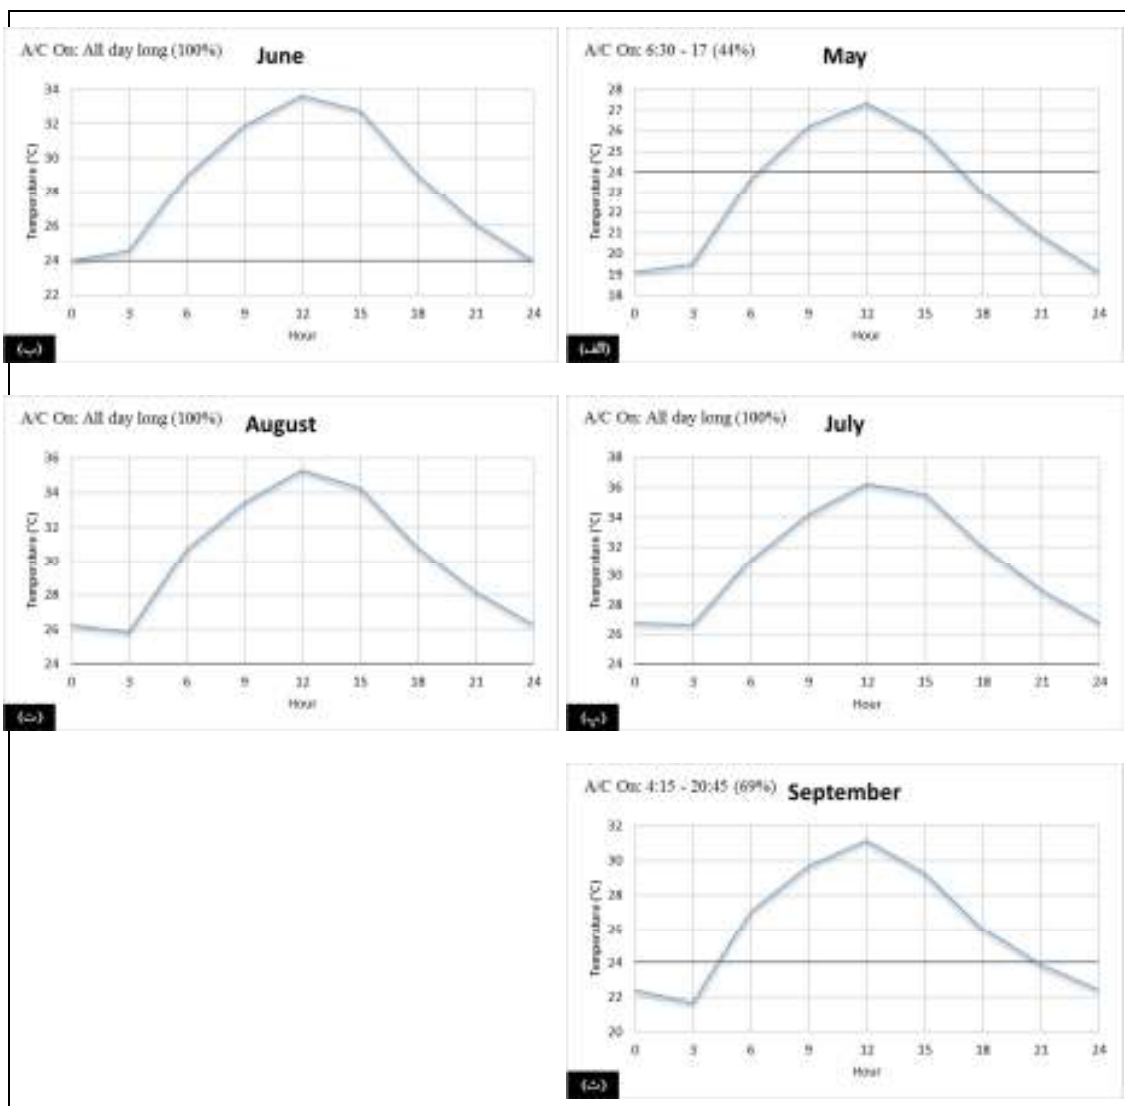 A/C On: All day long (100%)
June
Temperature (°C)
34
32
30
28
26
24
22
0 3 6 9 12 15 18 21 24
Hour
(ب)
A/C On: 6:30 - 17 (44%)
May
Temperature (°C)
28
27
26
25
24
23
22
21
20
19
18
0 3 6 9 12 15 18 21 24
Hour
(الف)
A/C On: All day long (100%)
August
Temperature (°C)
36
34
32
30
28
26
24
0 3 6 9 12 15 18 21 24
Hour
(ت)
A/C On: All day long (100%)
July
Temperature (°C)
38
36
34
32
30
28
26
24
0 3 6 9 12 15 18 21 24
Hour
(پ)
A/C On: 4:15 - 20:45 (69%)
September
Temperature (°C)
32
30
28
26
24
22
20
0 3 6 9 12 15 18 21 24
Hour
(ث)